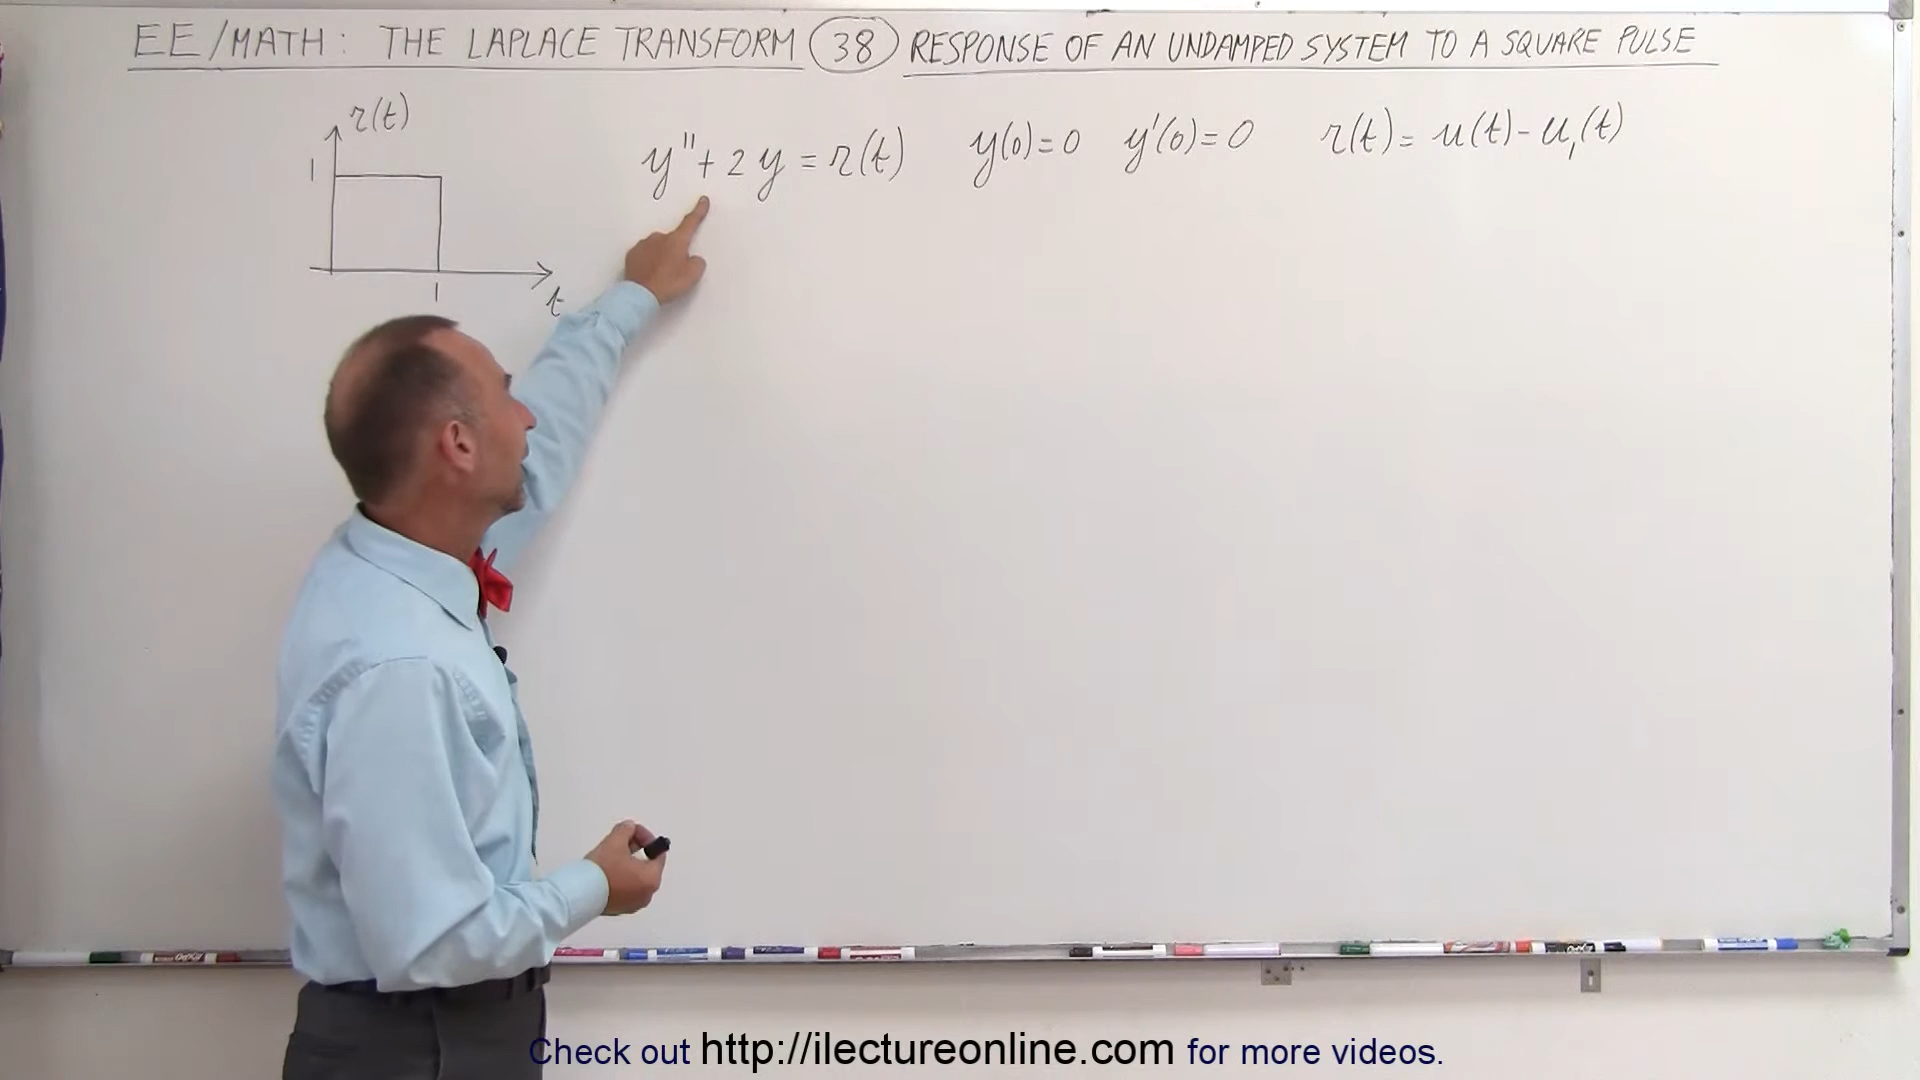 EE/MATH: THE LAPLACE TRANSFORM 38 RESPONSE OF AN UNDAMPED SYSTEM TO A SQUARE PULSE
r(t)
1
1
t
y" + 2y = r(t) y(0)=0 y'(0)=0 r(t)= u(t)-u₁(t)
Check out http://ilectureonline.com for more videos.